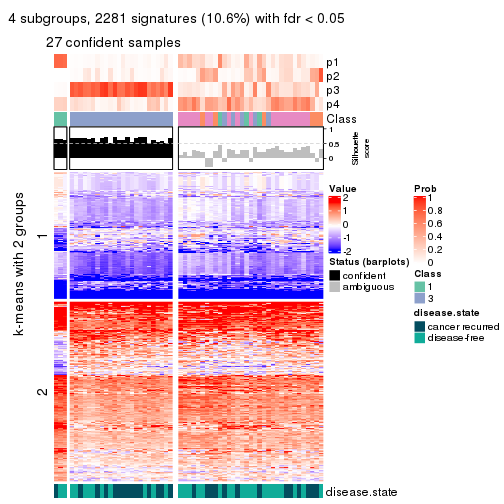 4 subgroups, 2281 signatures (10.6%) with fdr < 0.05
27 confident samples
p1
p2
p3
p4
Class
1
0.5
0
Silhouette
score
k-means with 2 groups
1
2
Value
2
1
0
-1
-2
Status (barplots)
confident
ambiguous
Prob
1
0.8
0.6
0.4
0.2
0
Class
1
3
disease.state
cancer recurred
disease-free
disease.state